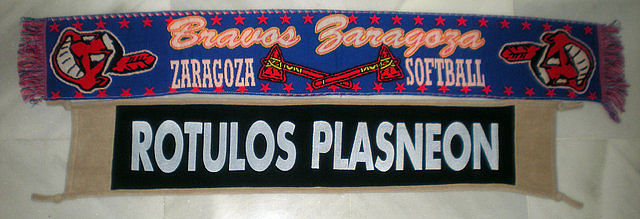 Bravos Zaragoza
ZARAGOZA SOFTBALL
ROTULOS PLASNEON